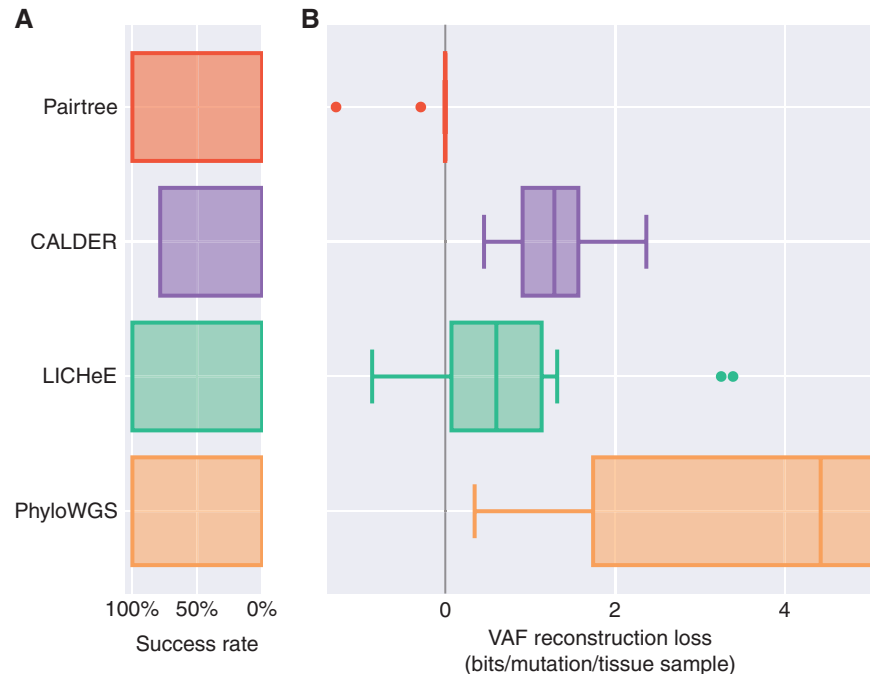 A
B
Pairtree
CALDER
LICHeE
PhyloWGS
100% 50% 0%
Success rate
0 2 4
VAF reconstruction loss
(bits/mutation/tissue sample)